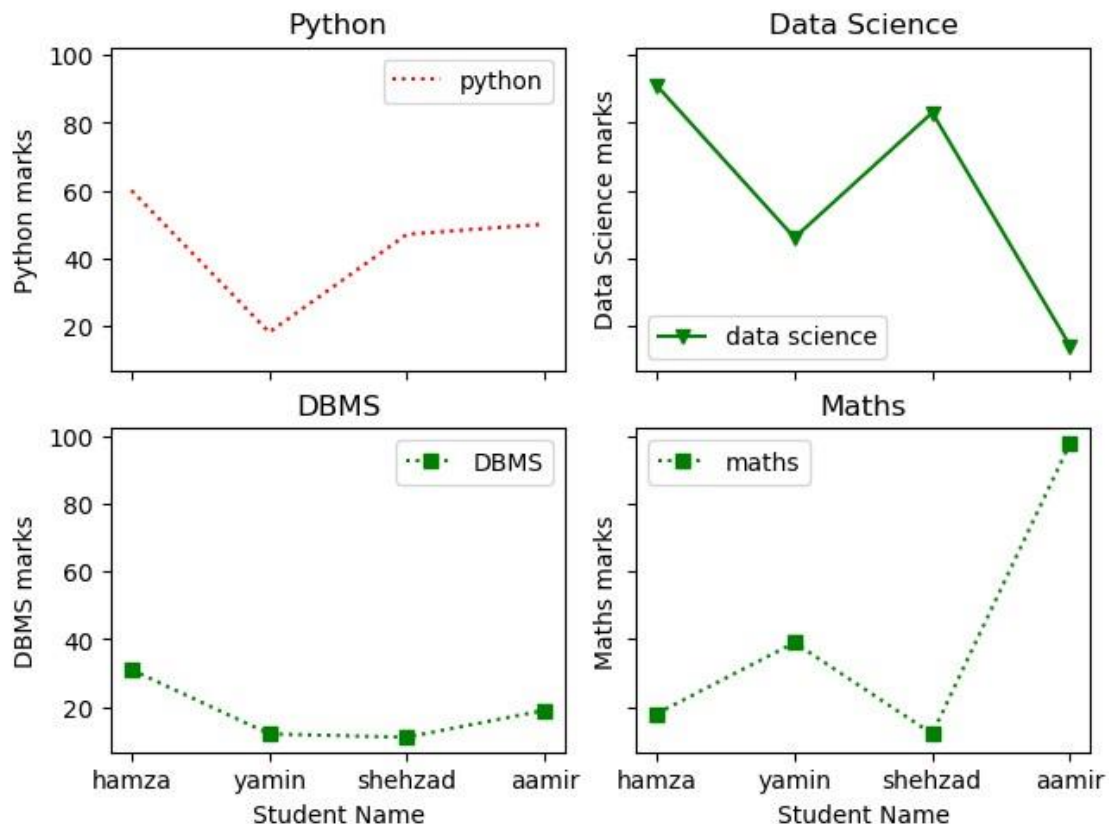 Python
100
80
60
40
20
Python marks
python
Data Science
Data Science marks
data science
DBMS
100
80
60
40
20
DBMS marks
DBMS
hamza yamin shehzad aamir
Student Name
Maths
Maths marks
maths
hamza yamin shehzad aamir
Student Name